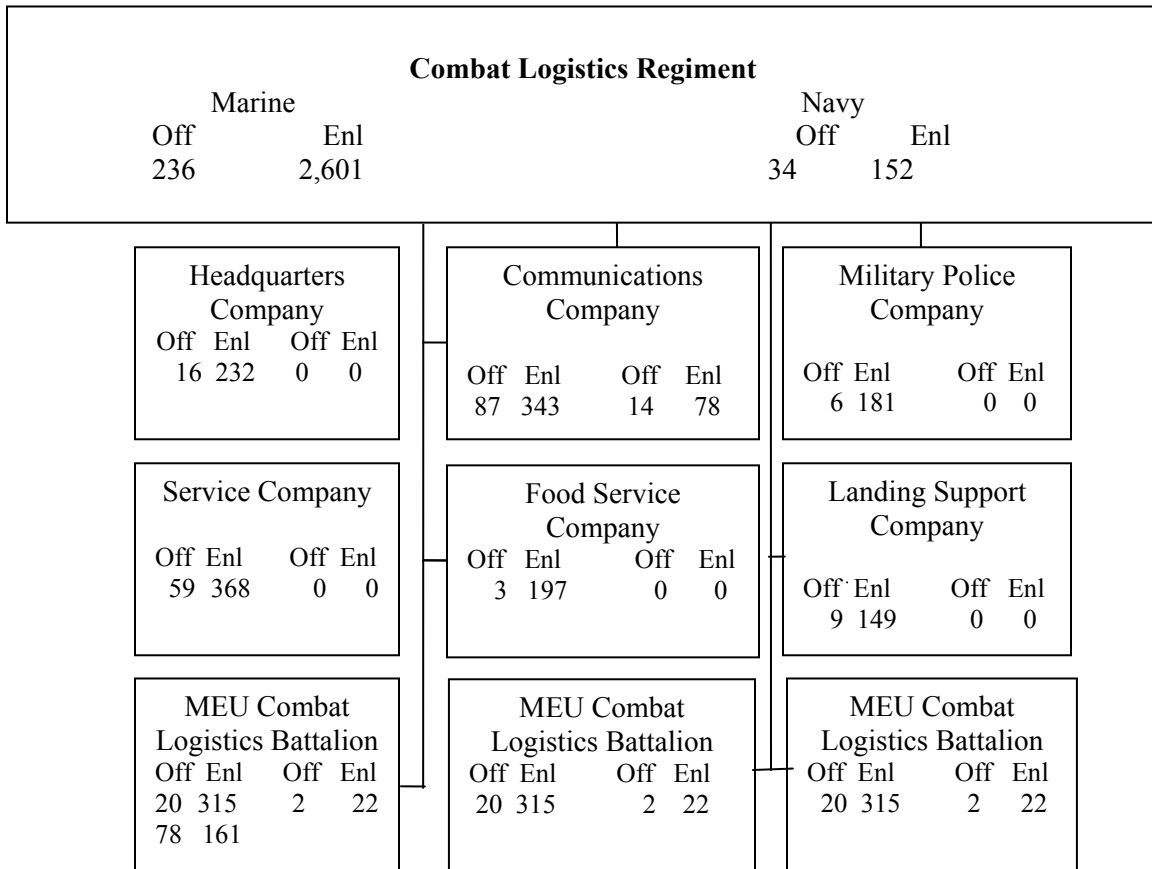 Combat Logistics Regiment
Marine Navy
Off Enl Off Enl
236 2,601 34 152
Headquarters
Company
Off Enl Off Enl
16 232 0 0
Communications
Company
Off Enl Off Enl
87 343 14 78
Military Police
Company
Off Enl Off Enl
6 181 0 0
Service Company
Off Enl Off Enl
59 368 0 0
Food Service
Company
Off Enl Off Enl
3 197 0 0
Landing Support
Company
Off Enl Off Enl
9 149 0 0
MEU Combat
Logistics Battalion
Off Enl Off Enl
20 315 2 22
78 161
MEU Combat
Logistics Battalion
Off Enl Off Enl
20 315 2 22
MEU Combat
Logistics Battalion
Off Enl Off Enl
20 315 2 22